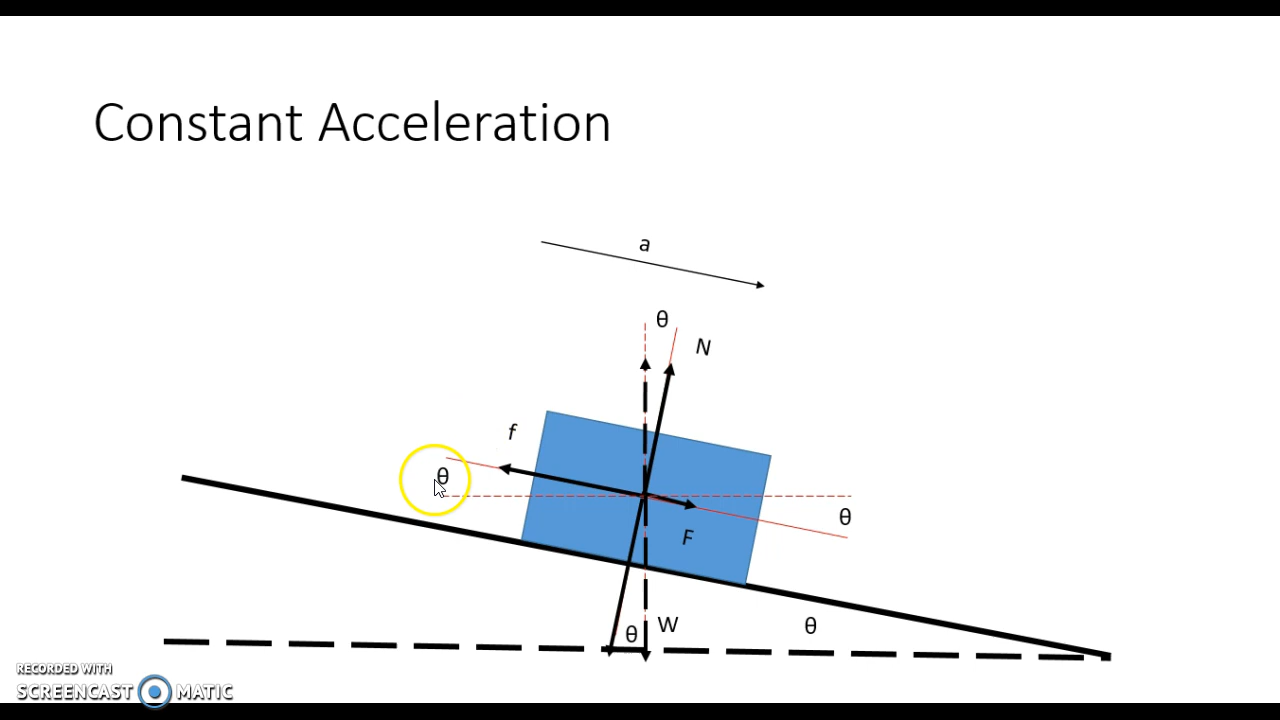 Constant Acceleration
a
θ
N
f
θ
θ
F
θ
W
θ
RECORDED WITH
SCREENCAST MATIC